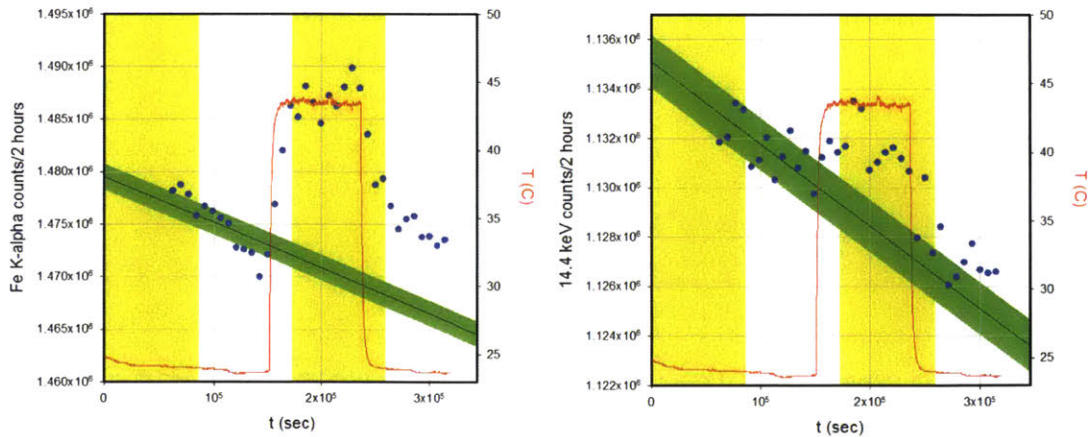 1.495x10⁶
50
1.490x10⁶
45
1.485x10⁶
40
1.480x10⁶
35
1.475x10⁶
30
1.470x10⁶
1.465x10⁶
25
1.460x10⁶
Fe K-alpha counts/2 hours
T (C)
0
10⁵
2x10⁵
3x10⁵
t (sec)
1.136x10⁶
50
1.134x10⁶
45
1.132x10⁶
40
1.130x10⁶
35
1.128x10⁶
1.126x10⁶
30
1.124x10⁶
25
1.122x10⁶
14.4 keV counts/2 hours
T (C)
0
10⁵
2x10⁵
3x10⁵
t (sec)